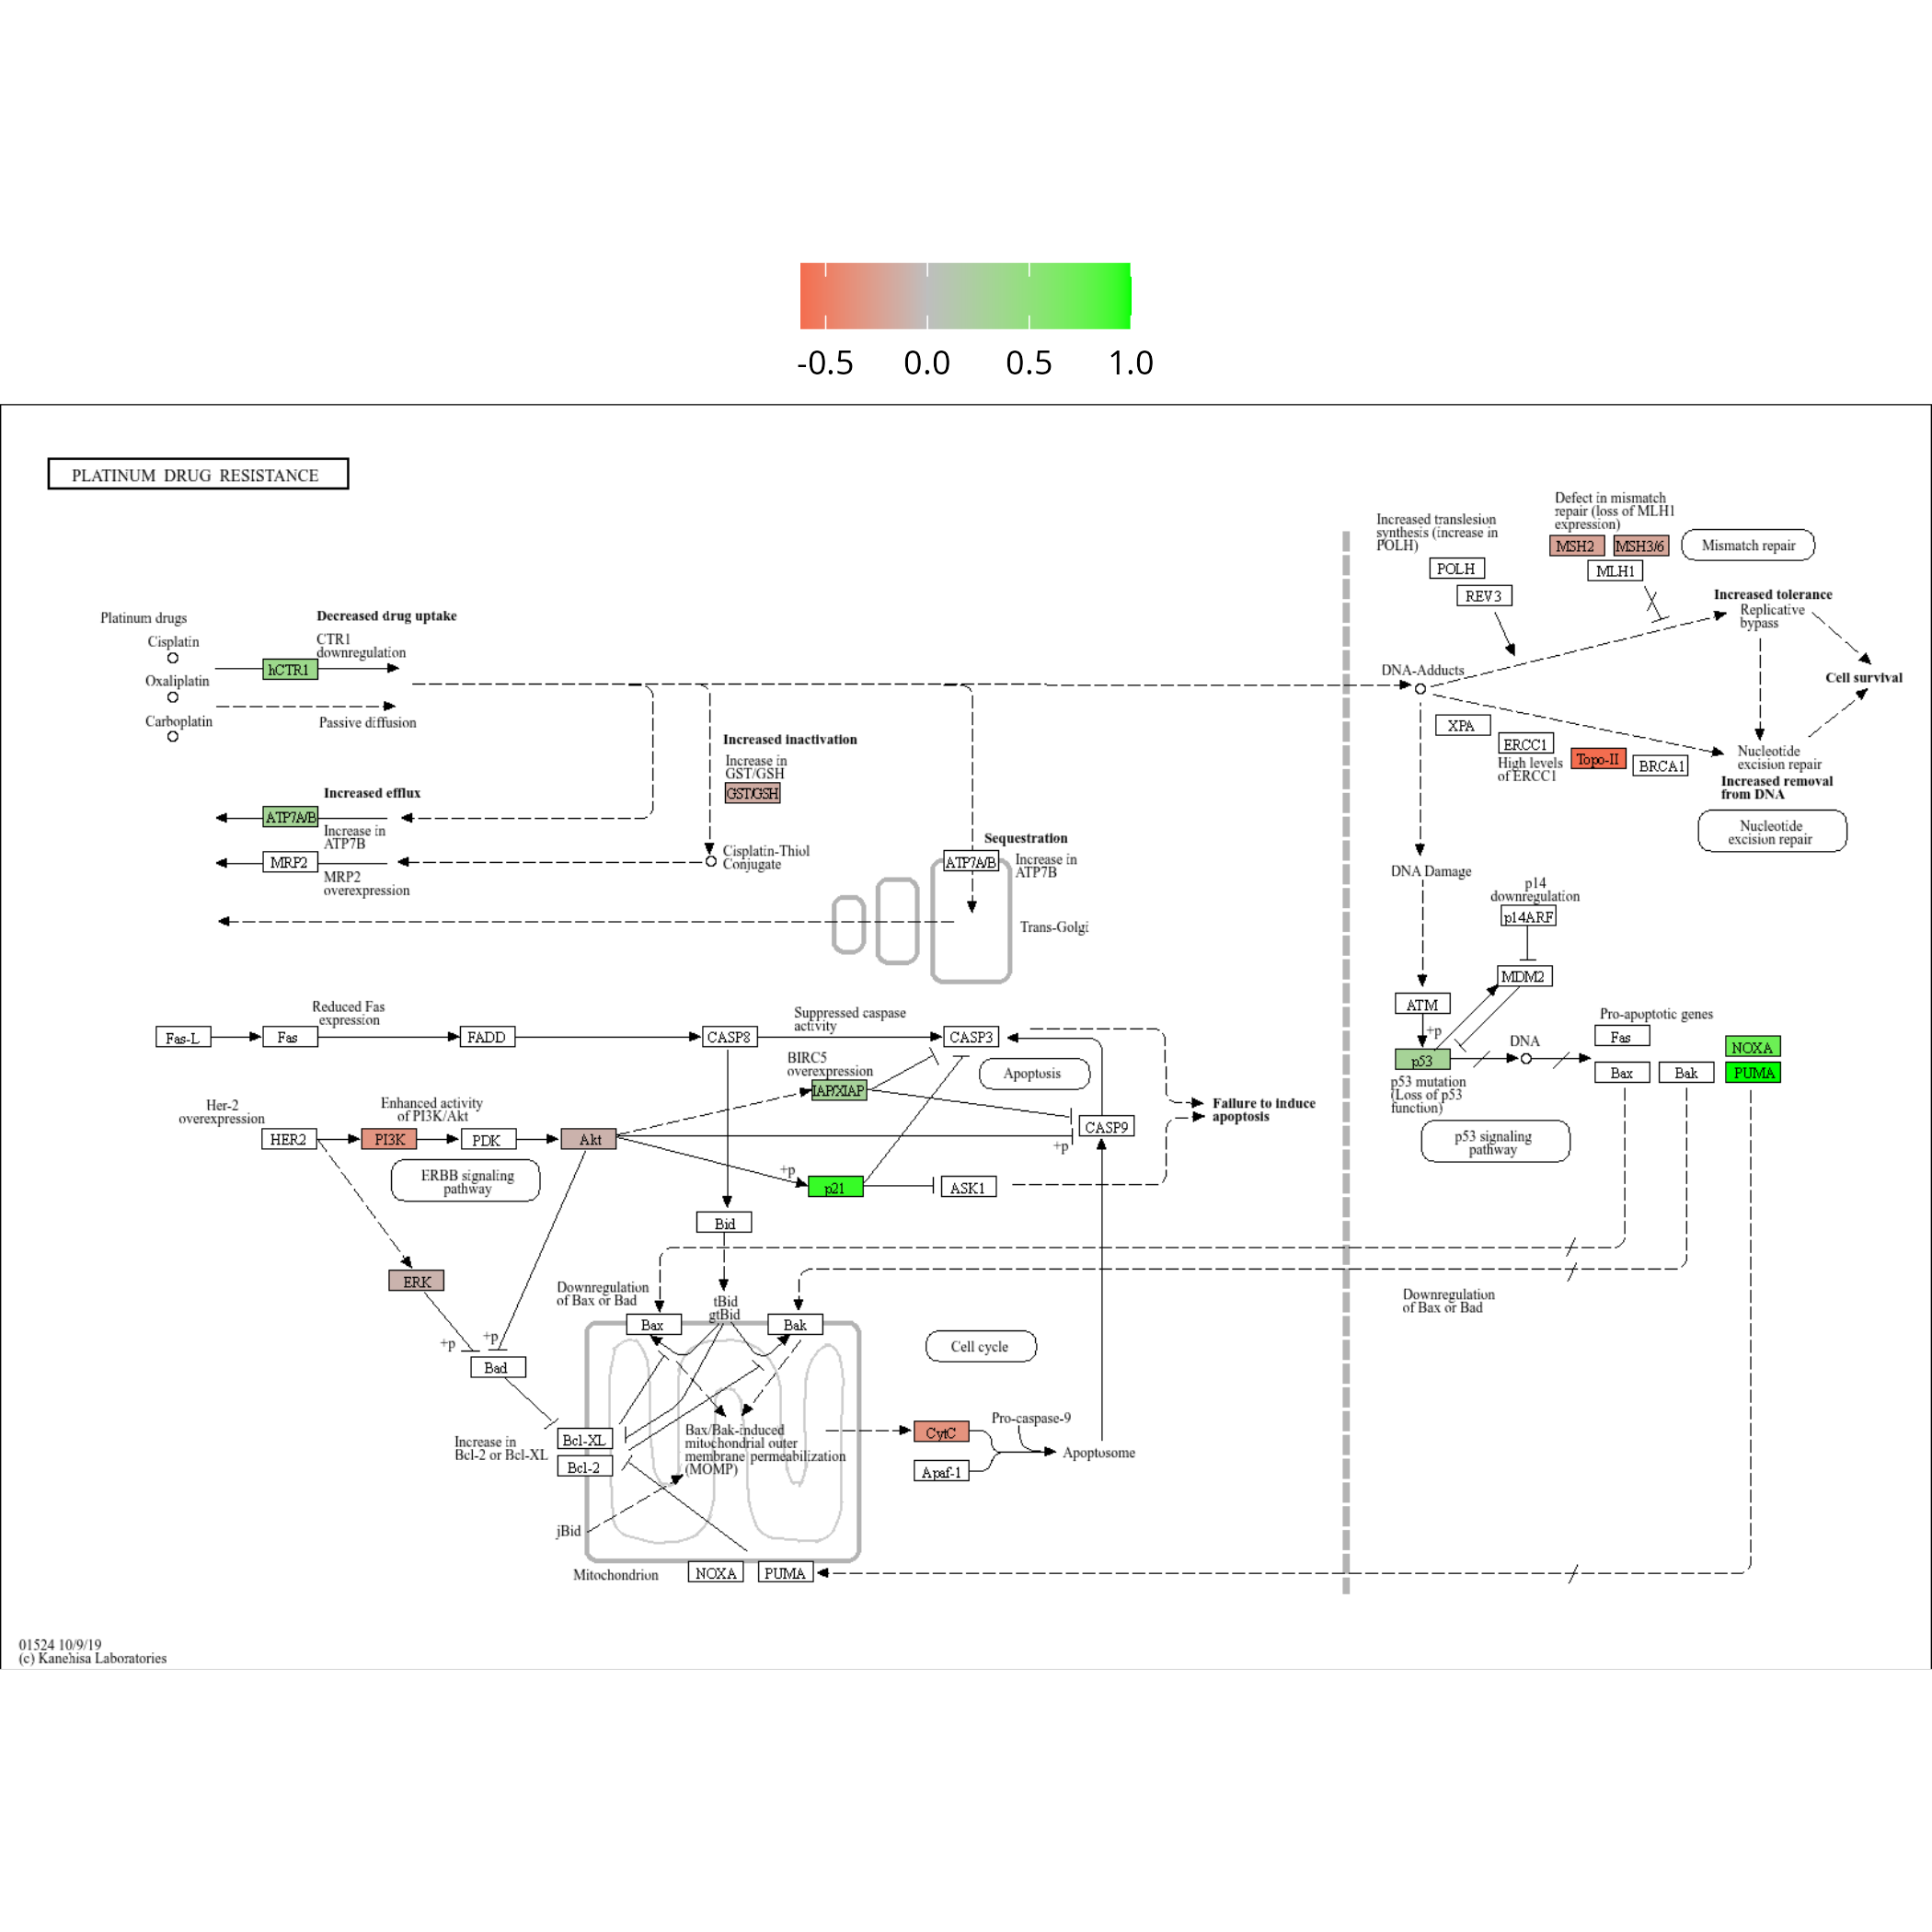 -0.5 0.0 0.5 1.0
PLATINUM DRUG RESISTANCE
Platinum drugs
Cisplatin
Oxaliplatin
Carboplatin
Decreased drug uptake
CTR1
downregulation
hCTR1
Passive diffusion
Increased inactivation
Increase in
GST/GSH
GST/GSH
Increased efflux
ATP7A/B
Increase in
ATP7B
MRP2
MRP2
overexpression
Cisplatin-Thiol
Conjugate
Sequestration
ATP7A/B
Increase in
ATP7B
Trans-Golgi
Increased translesion
synthesis (increase in
POLH)
POLH
REV3
Defect in mismatch
repair (loss of MLH1
expression)
MSH2
MSH3/6
MLH1
Mismatch repair
Increased tolerance
Replicative
bypass
DNA-Adducts
Cell survival
XPA
ERCC1
High levels
of ERCC1
Topo-II
BRCA1
Nucleotide
excision repair
Increased removal
from DNA
Nucleotide
excision repair
DNA Damage
p14
downregulation
p14ARF
MDM2
ATM
+p
p53
p53 mutation
(Loss of p53
function)
DNA
p53 signaling
pathway
Pro-apoptotic genes
Fas
Bax
Bak
NOXA
PUMA
Downregulation
of Bax or Bad
Reduced Fas
expression
Fas-L
Fas
FADD
CASP8
Suppressed caspase
activity
CASP3
BIRC5
overexpression
IAP/XIAP
Apoptosis
Failure to induce
apoptosis
Her-2
overexpression
HER2
Enhanced activity
of PI3K/Akt
PI3K
PDK
Akt
ERBB signaling
pathway
CASP9
+p
+p
p21
ASK1
Bid
ERK
Downregulation
of Bax or Bad
tBid
gtBid
Bax
Bak
+p
+p
Bad
Cell cycle
Increase in
Bcl-2 or Bcl-XL
Bcl-XL
Bcl-2
Bax/Bak-induced
mitochondrial outer
membrane permeabilization
(MOMP)
CytC
Pro-caspase-9
Apaf-1
Apoptosome
jBid
Mitochondrion
NOXA
PUMA
01524 10/9/19
(c) Kanehisa Laboratories